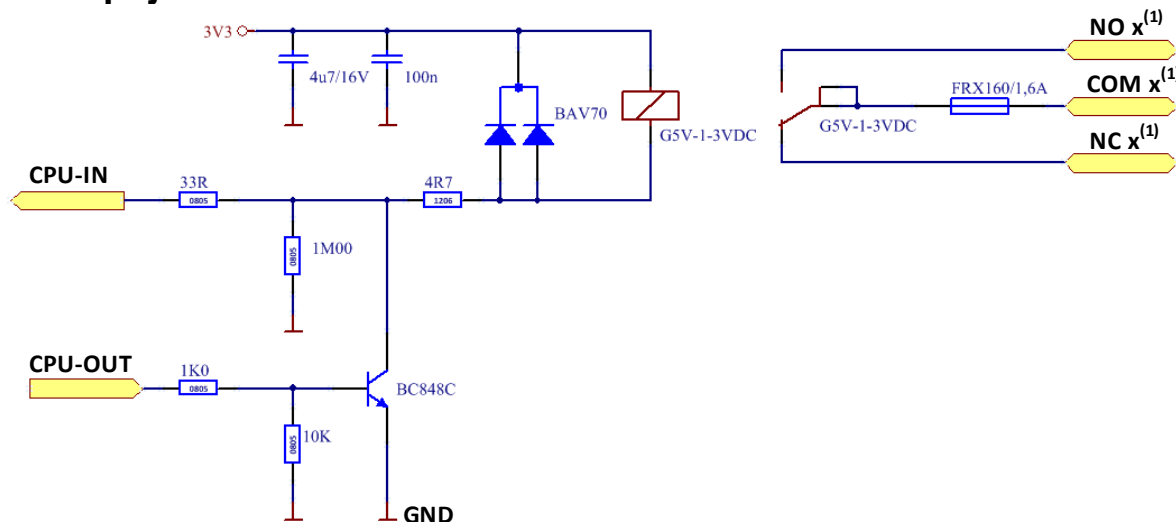 3V3
4u7/16V
100n
BAV70
G5V-1-3VDC
NO x(1)
FRX160/1,6A
COM x(1)
G5V-1-3VDC
NC x(1)
CPU-IN
33R
0805
4R7
1206
0805
1M00
CPU-OUT
1K0
0805
BC848C
0805
10K
GND